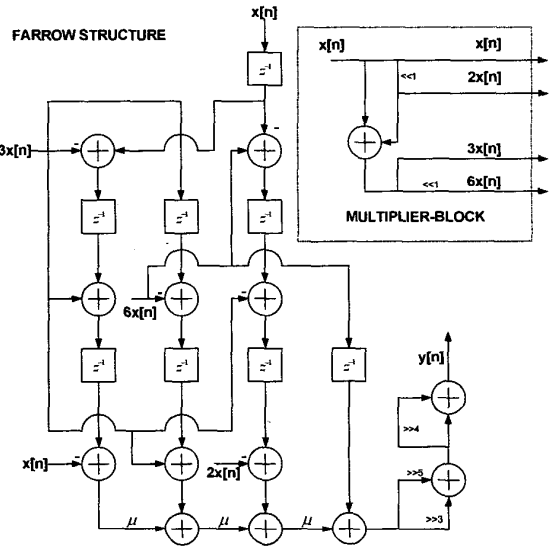 x[n]
FARROW STRUCTURE
x[n] x[n]
z⁻¹
<<1 2x[n]
-
-
3x[n] +
+
+
3x[n]
<<1 6x[n]
z⁻¹ z⁻¹ z⁻¹
MULTIPLIER-BLOCK
- -
+ + +
6x[n]
y[n]
z⁻¹ z⁻¹ z⁻¹ z⁻¹
+
>>4
- -
x[n] + + 2x[n] +
>>5 +
μ + μ + μ + >>3